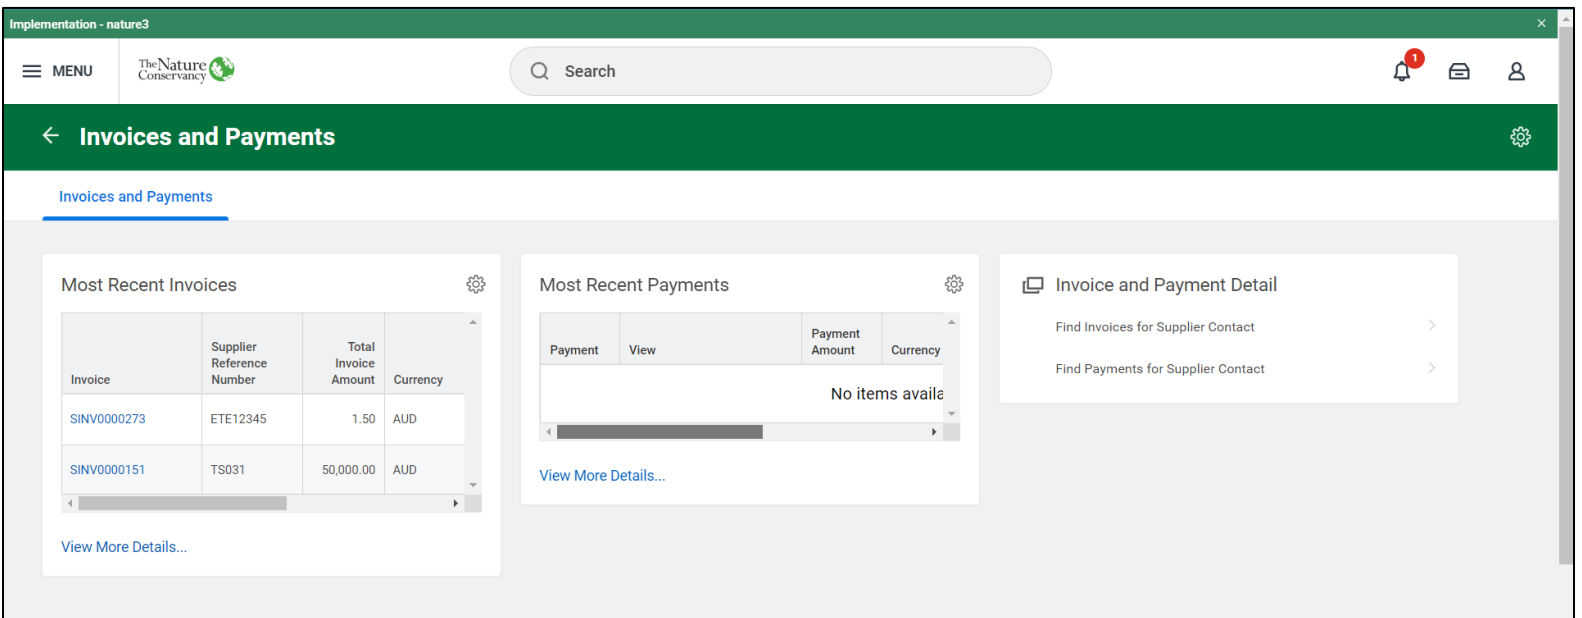 Implementation - nature3
MENU
The Nature
Conservancy
Search
1
Invoices and Payments
Invoices and Payments
Most Recent Invoices
Invoice
Supplier
Reference
Number
Total
Invoice
Amount
Currency
SINV0000273 ETE12345 1.50 AUD
SINV0000151 TS031 50,000.00 AUD
View More Details...
Most Recent Payments
Payment
View
Payment
Amount
Currency
No items availa
View More Details...
Invoice and Payment Detail
Find Invoices for Supplier Contact
Find Payments for Supplier Contact